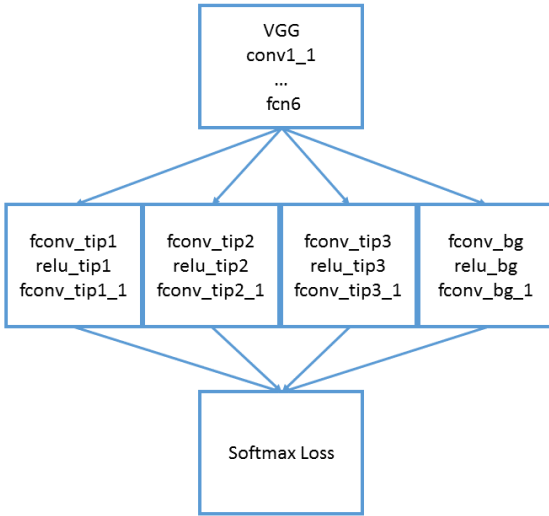 VGG
conv1_1
...
fcn6
fconv_tip1
relu_tip1
fconv_tip1_1
fconv_tip2
relu_tip2
fconv_tip2_1
fconv_tip3
relu_tip3
fconv_tip3_1
fconv_bg
relu_bg
fconv_bg_1
Softmax Loss